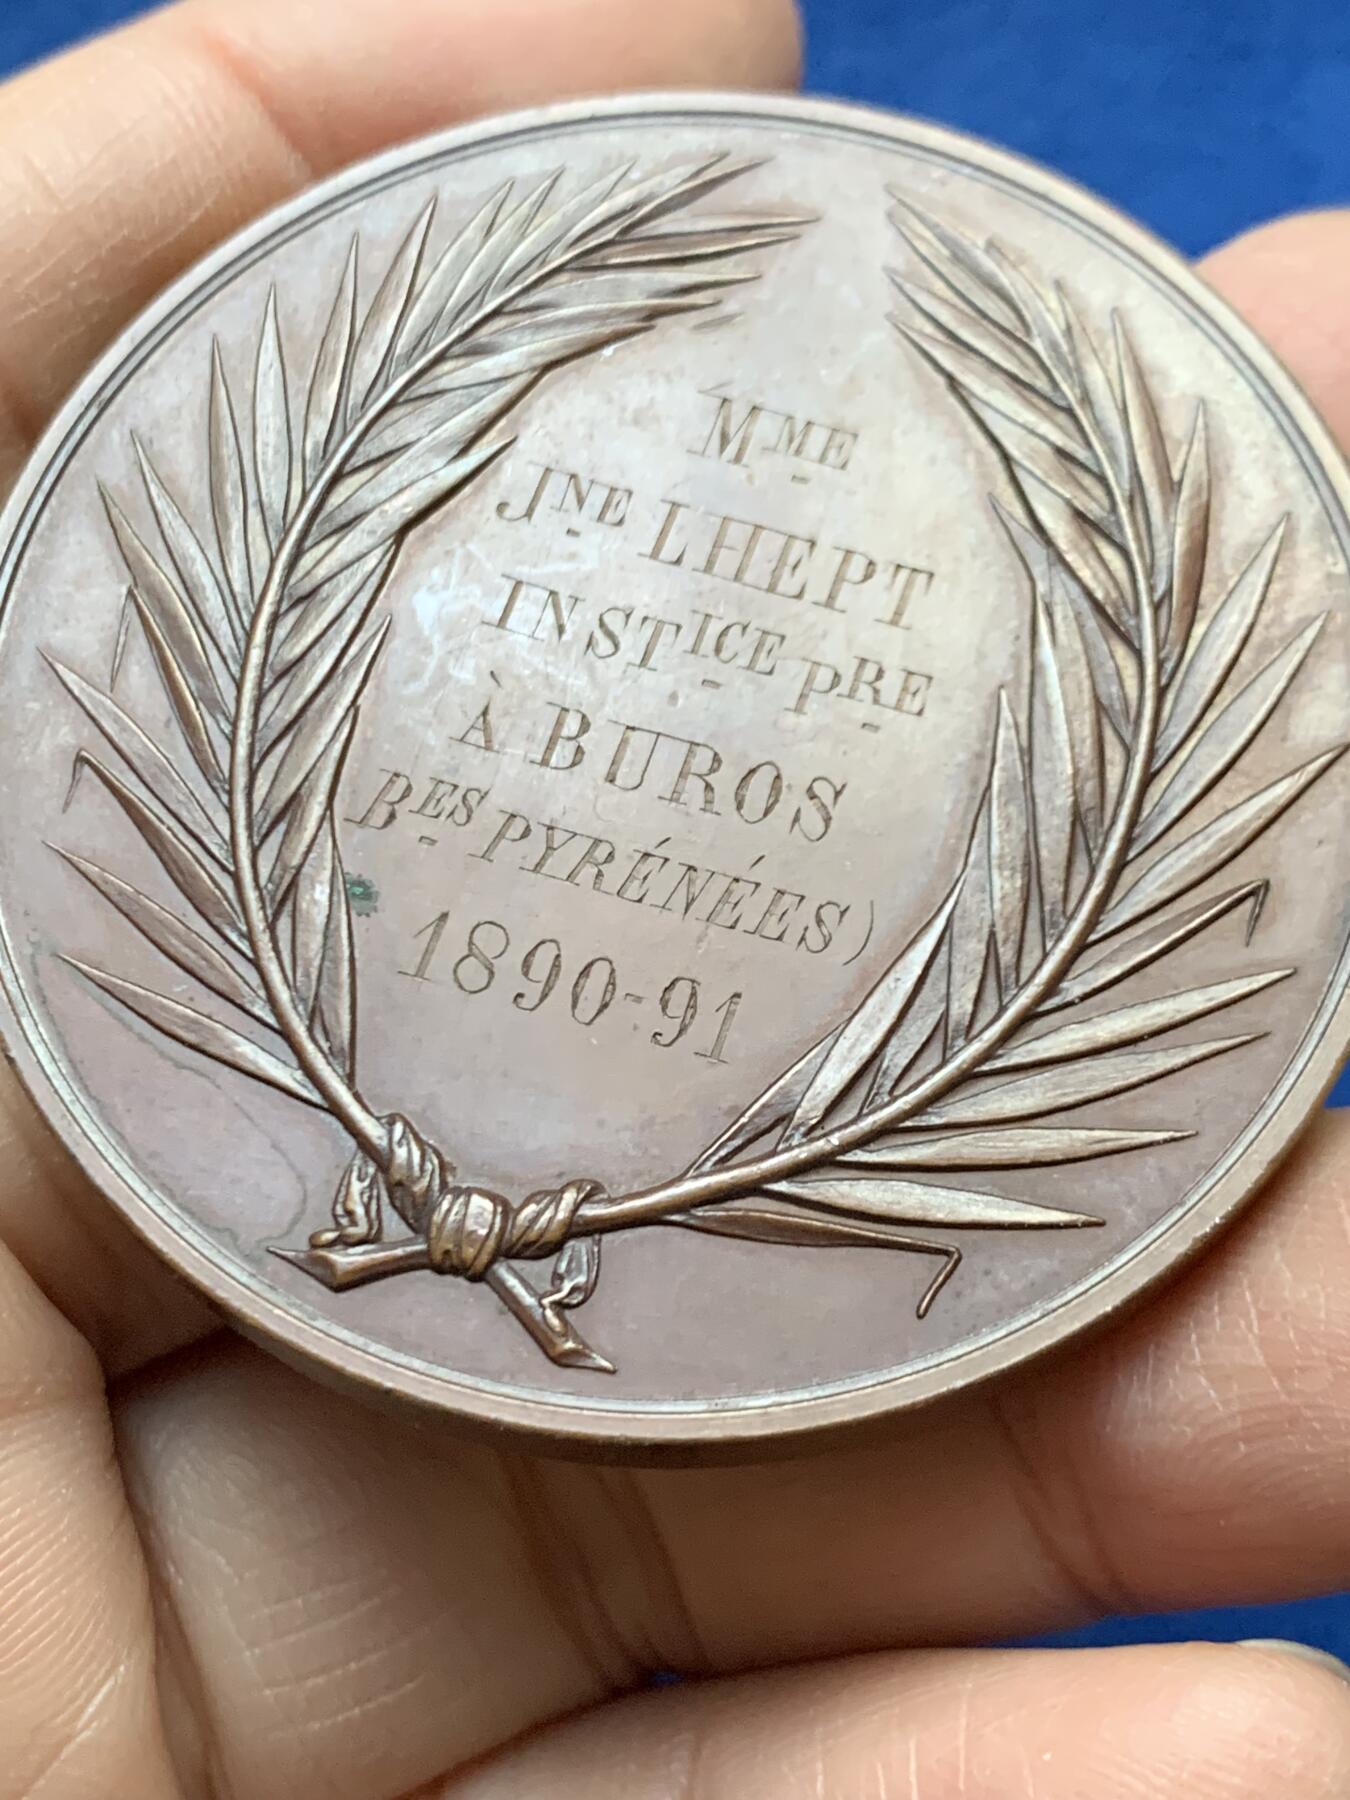 MME
JNE LHEPT
INSTICE PRE
À BUROS
BES PYRÉNÉES)
1890-91